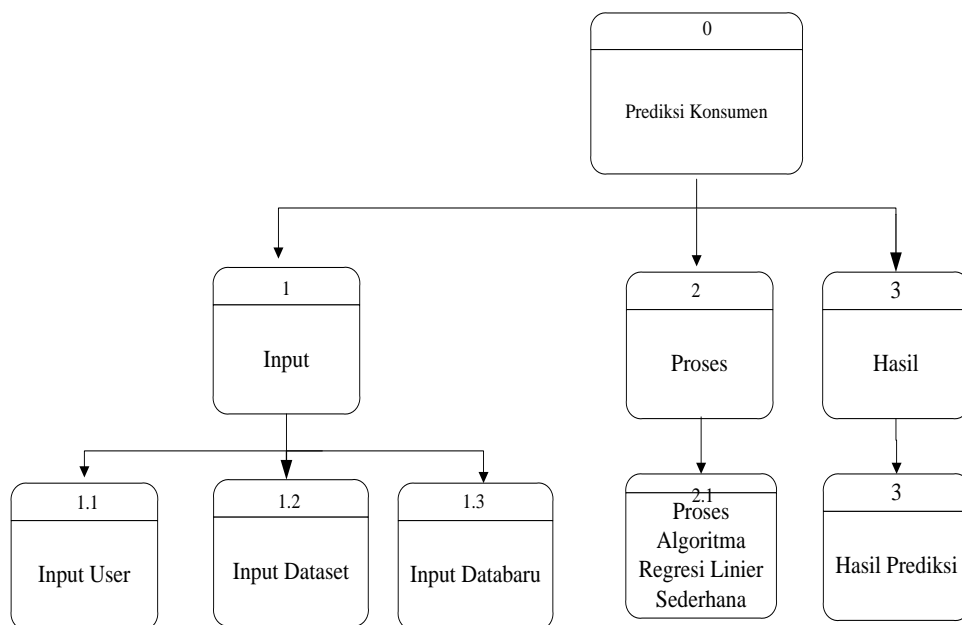 0
Prediksi Konsumen
1
Input
2
Proses
3
Hasil
1.1
Input User
1.2
Input Dataset
1.3
Input Databaru
2.1
Proses
Algoritma
Regresi Linier
Sederhana
3
Hasil Prediksi